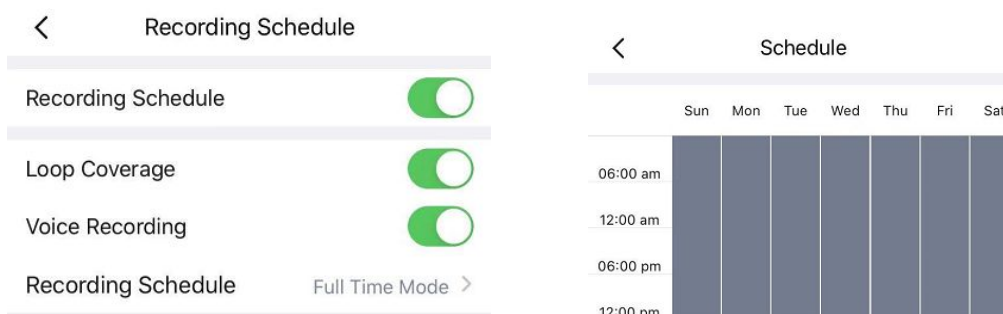 Recording Schedule
Recording Schedule
Loop Coverage
Voice Recording
Recording Schedule Full Time Mode
Schedule
Sun Mon Tue Wed Thu Fri Sat
06:00 am
12:00 am
06:00 pm
12:00 pm